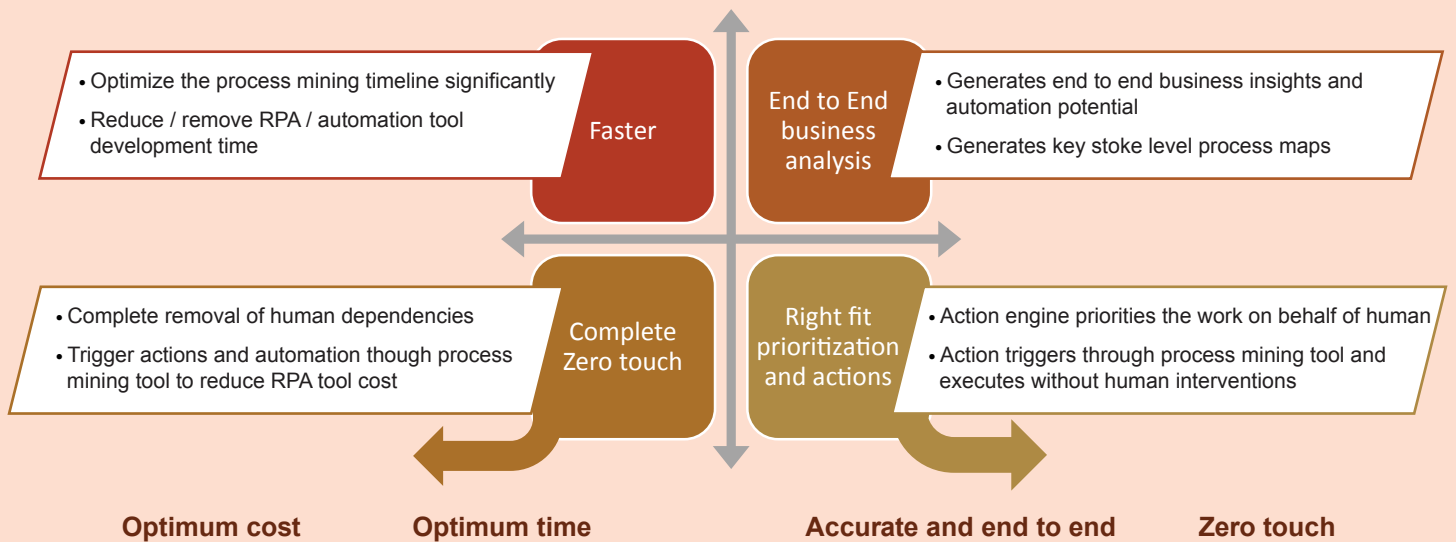 • Optimize the process mining timeline significantly
• Reduce / remove RPA / automation tool
development time
Faster
End to End
business
analysis
• Generates end to end business insights and
automation potential
• Generates key stoke level process maps
• Complete removal of human dependencies
• Trigger actions and automation though process
mining tool to reduce RPA tool cost
Complete
Zero touch
Right fit
prioritization
and actions
• Action engine priorities the work on behalf of human
• Action triggers through process mining tool and
executes without human interventions
Optimum cost
Optimum time
Accurate and end to end
Zero touch